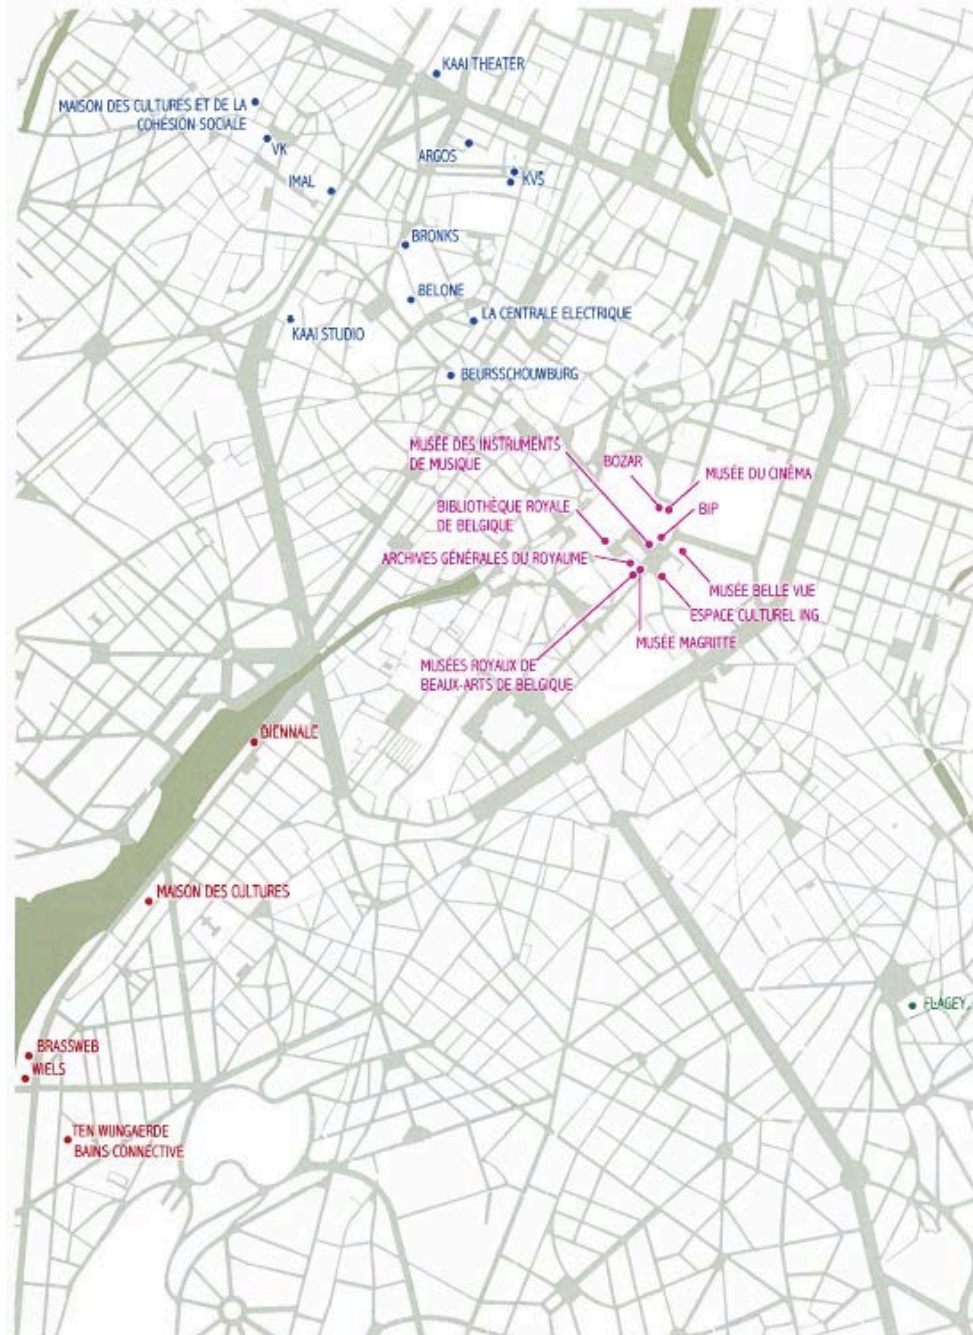 KAAI THEATER
MAISON DES CULTURES ET DE LA
COHÉSION SOCIALE
VK
ARGOS
IMAL
KVS
BRONKS
BELONE
LA CENTRALE ELECTRIQUE
KAAI STUDIO
BEURSSCHOUWBURG
MUSÉE DES INSTRUMENTS
DE MUSIQUE
BOZAR
MUSÉE DU CINÉMA
BIBLIOTHÈQUE ROYALE
DE BELGIQUE
BIP
ARCHIVES GÉNÉRALES DU ROYAUME
MUSÉE BELLE VUE
ESPACE CULTUREL ING
MUSÉE MAGRITTE
MUSÉES ROYAUX DE
BEAUX-ARTS DE BELGIQUE
BIENNALE
MAISON DES CULTURES
FLAGEY
BRASSWEB
WIELS
TEN WIJNGAERDE
BAINS CONNECTIVE